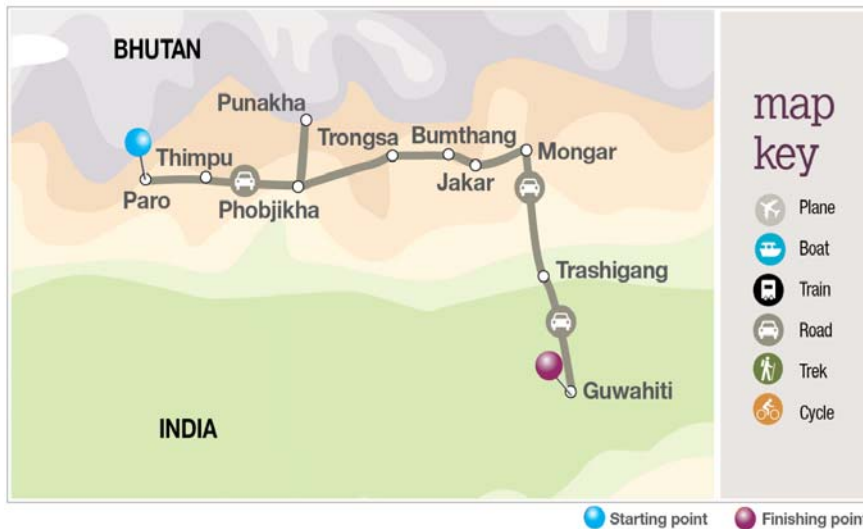 BHUTAN
Punakha
Trongsa
Bumthang
Mongar
Thimpu
Jakar
Paro
Phobjikha
Trashigang
Guwahiti
INDIA
map
key
Plane
Boat
Train
Road
Trek
Cycle
Starting point
Finishing point